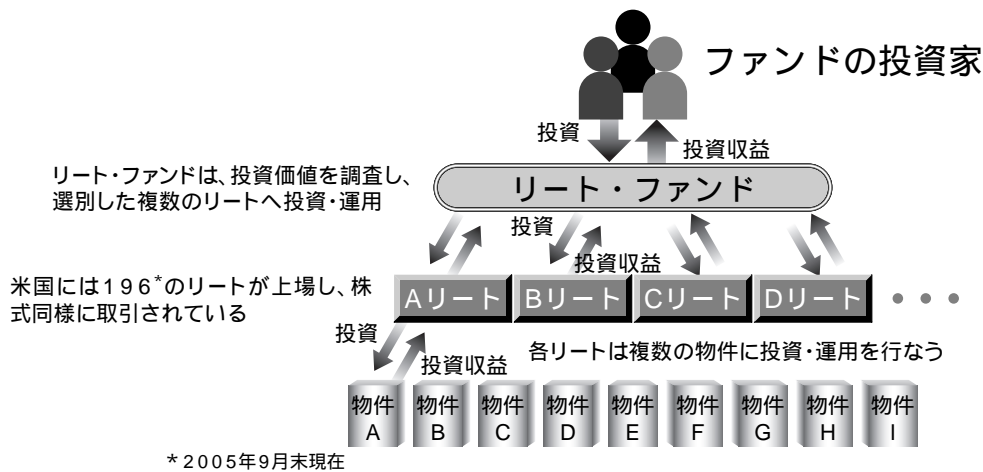 ファンドの投資家
投資
投資収益
リート・ファンドは、投資価値を調査し、
選別した複数のリートへ投資・運用
リート・ファンド
投資
投資収益
米国には196*のリートが上場し、株
式同様に取引されている
Aリート
Bリート
Cリート
Dリート
投資
投資収益
各リートは複数の物件に投資・運用を行なう
物件
A
物件
B
物件
C
物件
D
物件
E
物件
F
物件
G
物件
H
物件
I
*2005年9月末現在